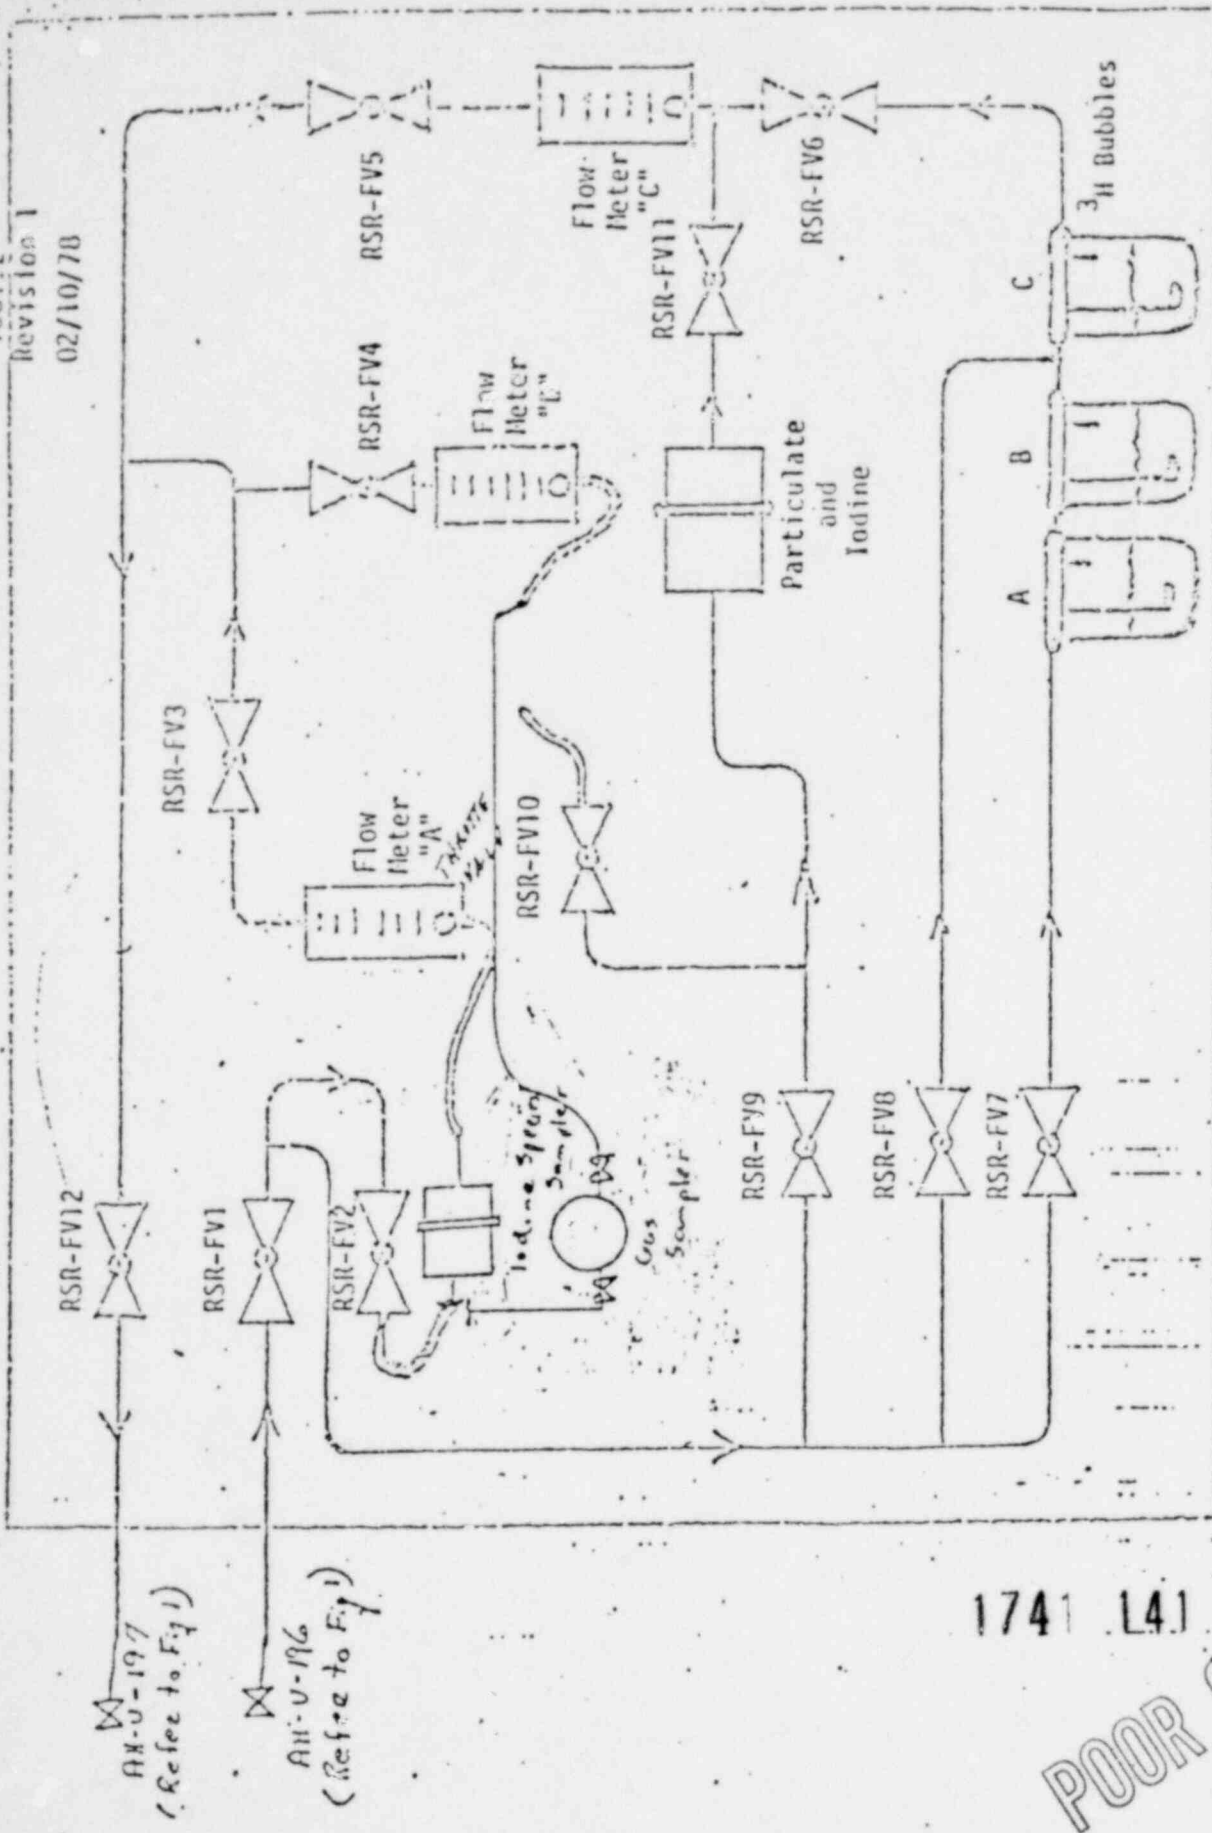 Revision 1
02/10/78
RSR-FV12
RSR-FV1
RSR-FV2
RSR-FV3
RSR-FV4
RSR-FV5
Flow
Meter
"A"
Flow
Meter
Flow
Meter
"C"
RSR-FV6
RSR-FV11
RSR-FV10
RSR-FV9
RSR-FV8
RSR-FV7
Iodine
Sampler
Gas
Sampler
Particulate
and
Iodine
A
B
C
3H Bubbles
AH-V-197
(Refer to Fig 1)
AH-V-196
(Refer to Fig 1)
1741 L41
POOR